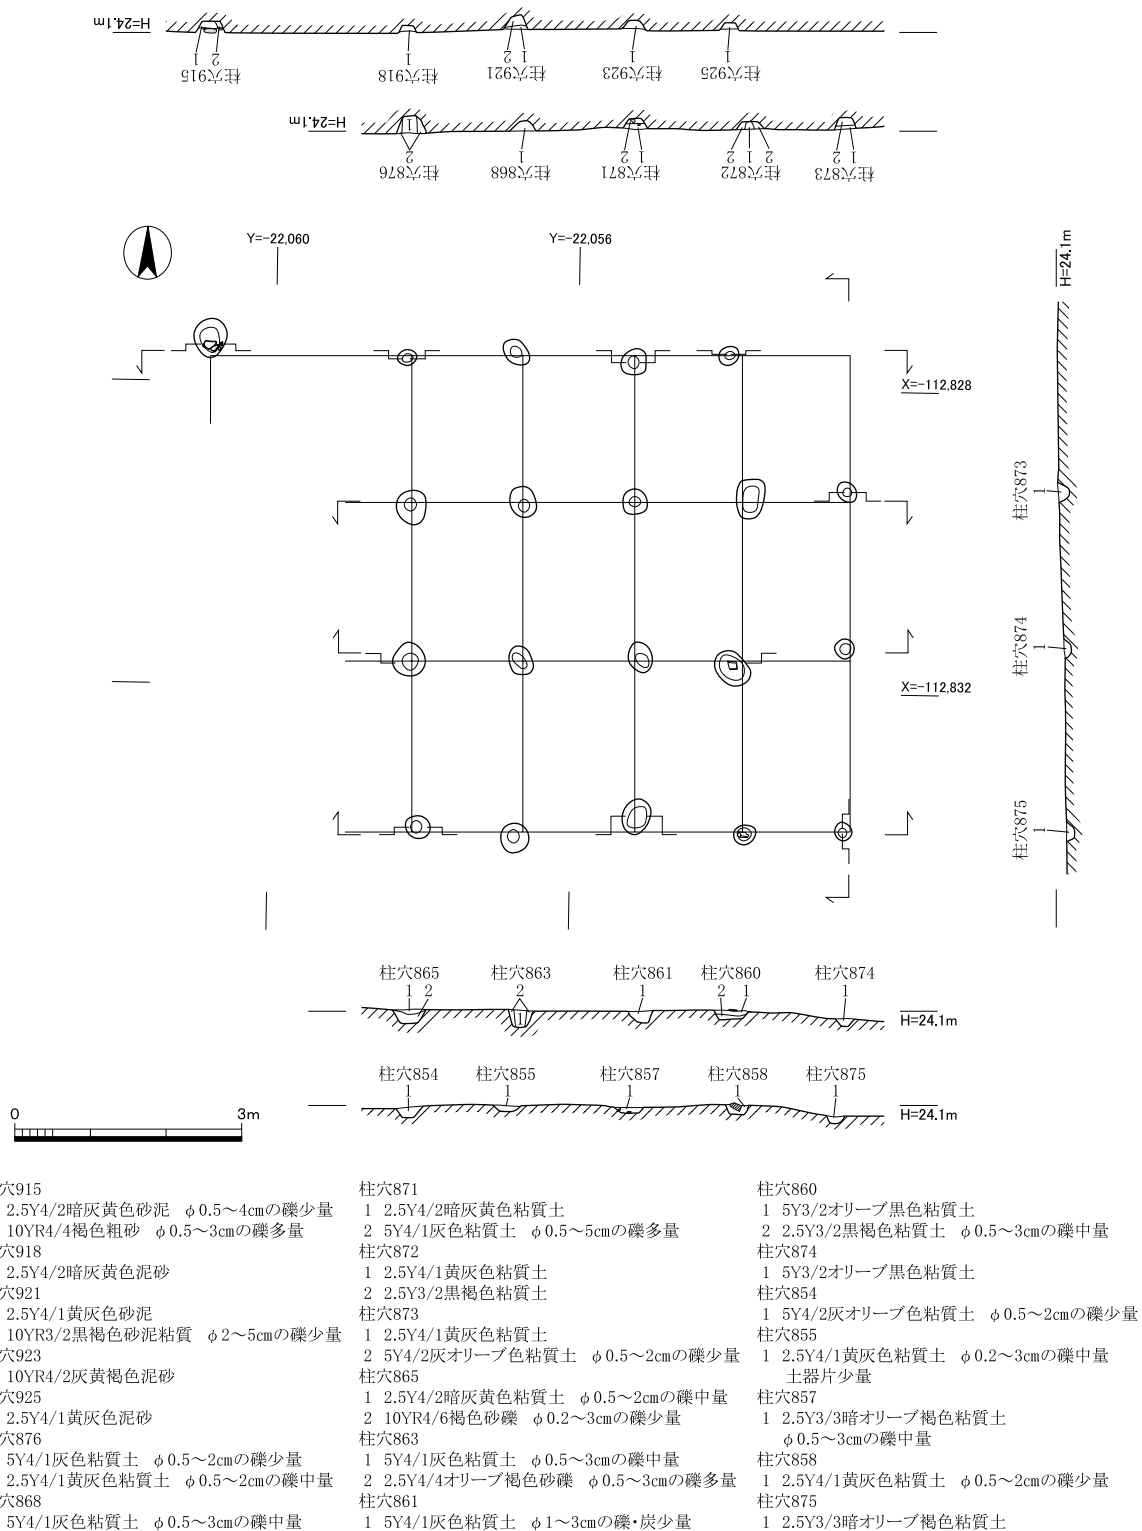 H=24.1m
1 2 1 2 1 1 1
柱穴915 柱穴918 柱穴921 柱穴923 柱穴925
H=24.1m
1
2 1 2 1 2 1 2 2 1
柱穴876 柱穴868 柱穴871 柱穴872 柱穴873
Y=-22,060 Y=-22,056
H=24.1m
X=-112,828
柱穴873
1
柱穴874
1
X=-112,832
柱穴875
1
柱穴865 柱穴863 柱穴861 柱穴860 柱穴874
1 2 2 1 2 1 1
1
H=24.1m
柱穴854 柱穴855 柱穴857 柱穴858 柱穴875
1 1 1 1 1
H=24.1m
0 3m
穴915
2.5Y4/2暗灰黄色砂泥 φ0.5～4cmの礫少量
10YR4/4褐色粗砂 φ0.5～3cmの礫多量
穴918
2.5Y4/2暗灰黄色泥砂
穴921
2.5Y4/1黄灰色砂泥
10YR3/2黒褐色砂泥粘質 φ2～5cmの礫少量
穴923
10YR4/2灰黄褐色泥砂
穴925
2.5Y4/1黄灰色泥砂
穴876
5Y4/1灰色粘質土 φ0.5～2cmの礫少量
2.5Y4/1黄灰色粘質土 φ0.5～2cmの礫中量
穴868
5Y4/1灰色粘質土 φ0.5～3cmの礫中量
柱穴871
1 2.5Y4/2暗灰黄色粘質土
2 5Y4/1灰色粘質土 φ0.5～5cmの礫多量
柱穴872
1 2.5Y4/1黄灰色粘質土
2 2.5Y3/2黒褐色粘質土
柱穴873
1 2.5Y4/1黄灰色粘質土
2 5Y4/2灰オリーブ色粘質土 φ0.5～2cmの礫少量
柱穴865
1 2.5Y4/2暗灰黄色粘質土 φ0.5～2cmの礫中量
2 10YR4/6褐色砂礫 φ0.2～3cmの礫少量
柱穴863
1 5Y4/1灰色粘質土 φ0.5～3cmの礫中量
2 2.5Y4/4オリーブ褐色砂礫 φ0.5～3cmの礫多量
柱穴861
1 5Y4/1灰色粘質土 φ1～3cmの礫・炭少量
柱穴860
1 5Y3/2オリーブ黒色粘質土
2 2.5Y3/2黒褐色粘質土 φ0.5～3cmの礫中量
柱穴874
1 5Y3/2オリーブ黒色粘質土
柱穴854
1 5Y4/2灰オリーブ色粘質土 φ0.5～2cmの礫少量
柱穴855
1 2.5Y4/1黄灰色粘質土 φ0.2～3cmの礫中量
土器片少量
柱穴857
1 2.5Y3/3暗オリーブ褐色粘質土
φ0.5～3cmの礫中量
柱穴858
1 2.5Y4/1黄灰色粘質土 φ0.5～2cmの礫少量
柱穴875
1 2.5Y3/3暗オリーブ褐色粘質土